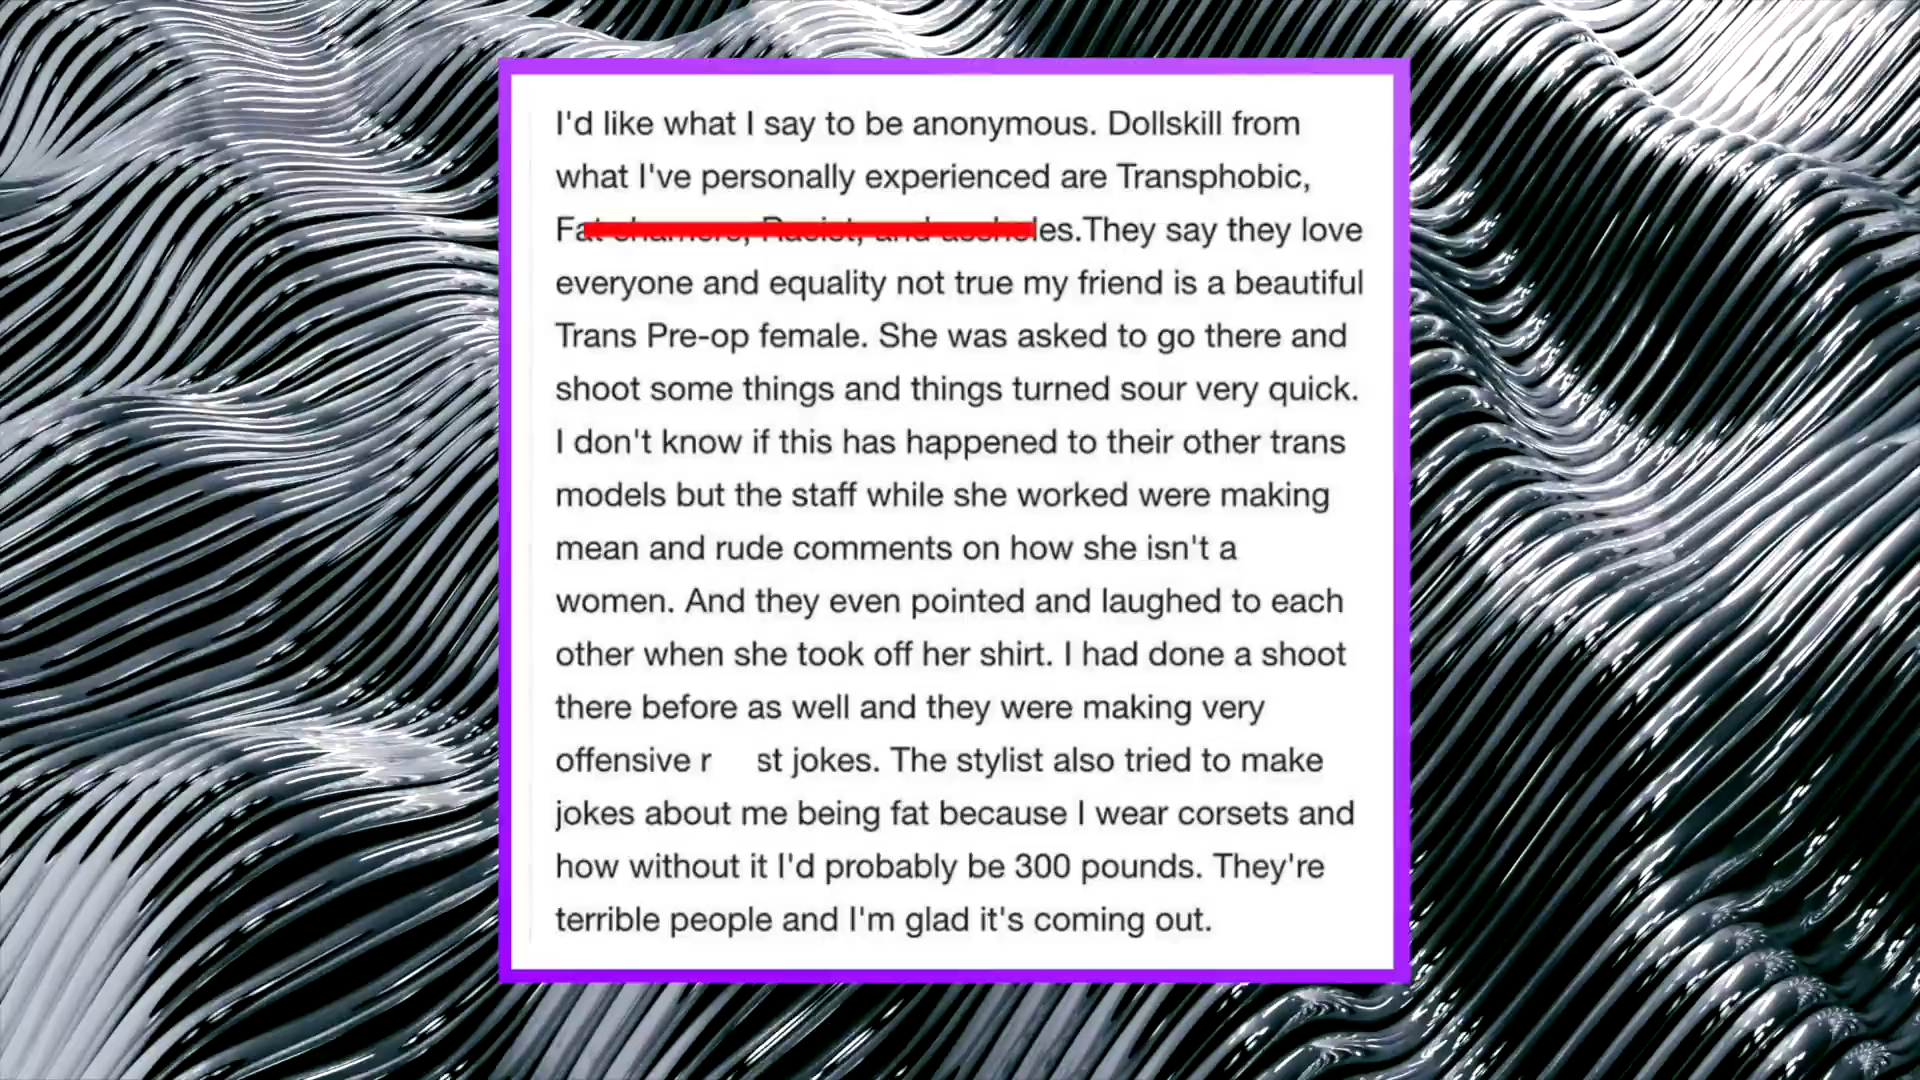 I'd like what I say to be anonymous. Dollskill from
what I've personally experienced are Transphobic,
Fat shamers, Racist, and assholes.They say they love
everyone and equality not true my friend is a beautiful
Trans Pre-op female. She was asked to go there and
shoot some things and things turned sour very quick.
I don't know if this has happened to their other trans
models but the staff while she worked were making
mean and rude comments on how she isn't a
women. And they even pointed and laughed to each
other when she took off her shirt. I had done a shoot
there before as well and they were making very
offensive r st jokes. The stylist also tried to make
jokes about me being fat because I wear corsets and
how without it I'd probably be 300 pounds. They're
terrible people and I'm glad it's coming out.